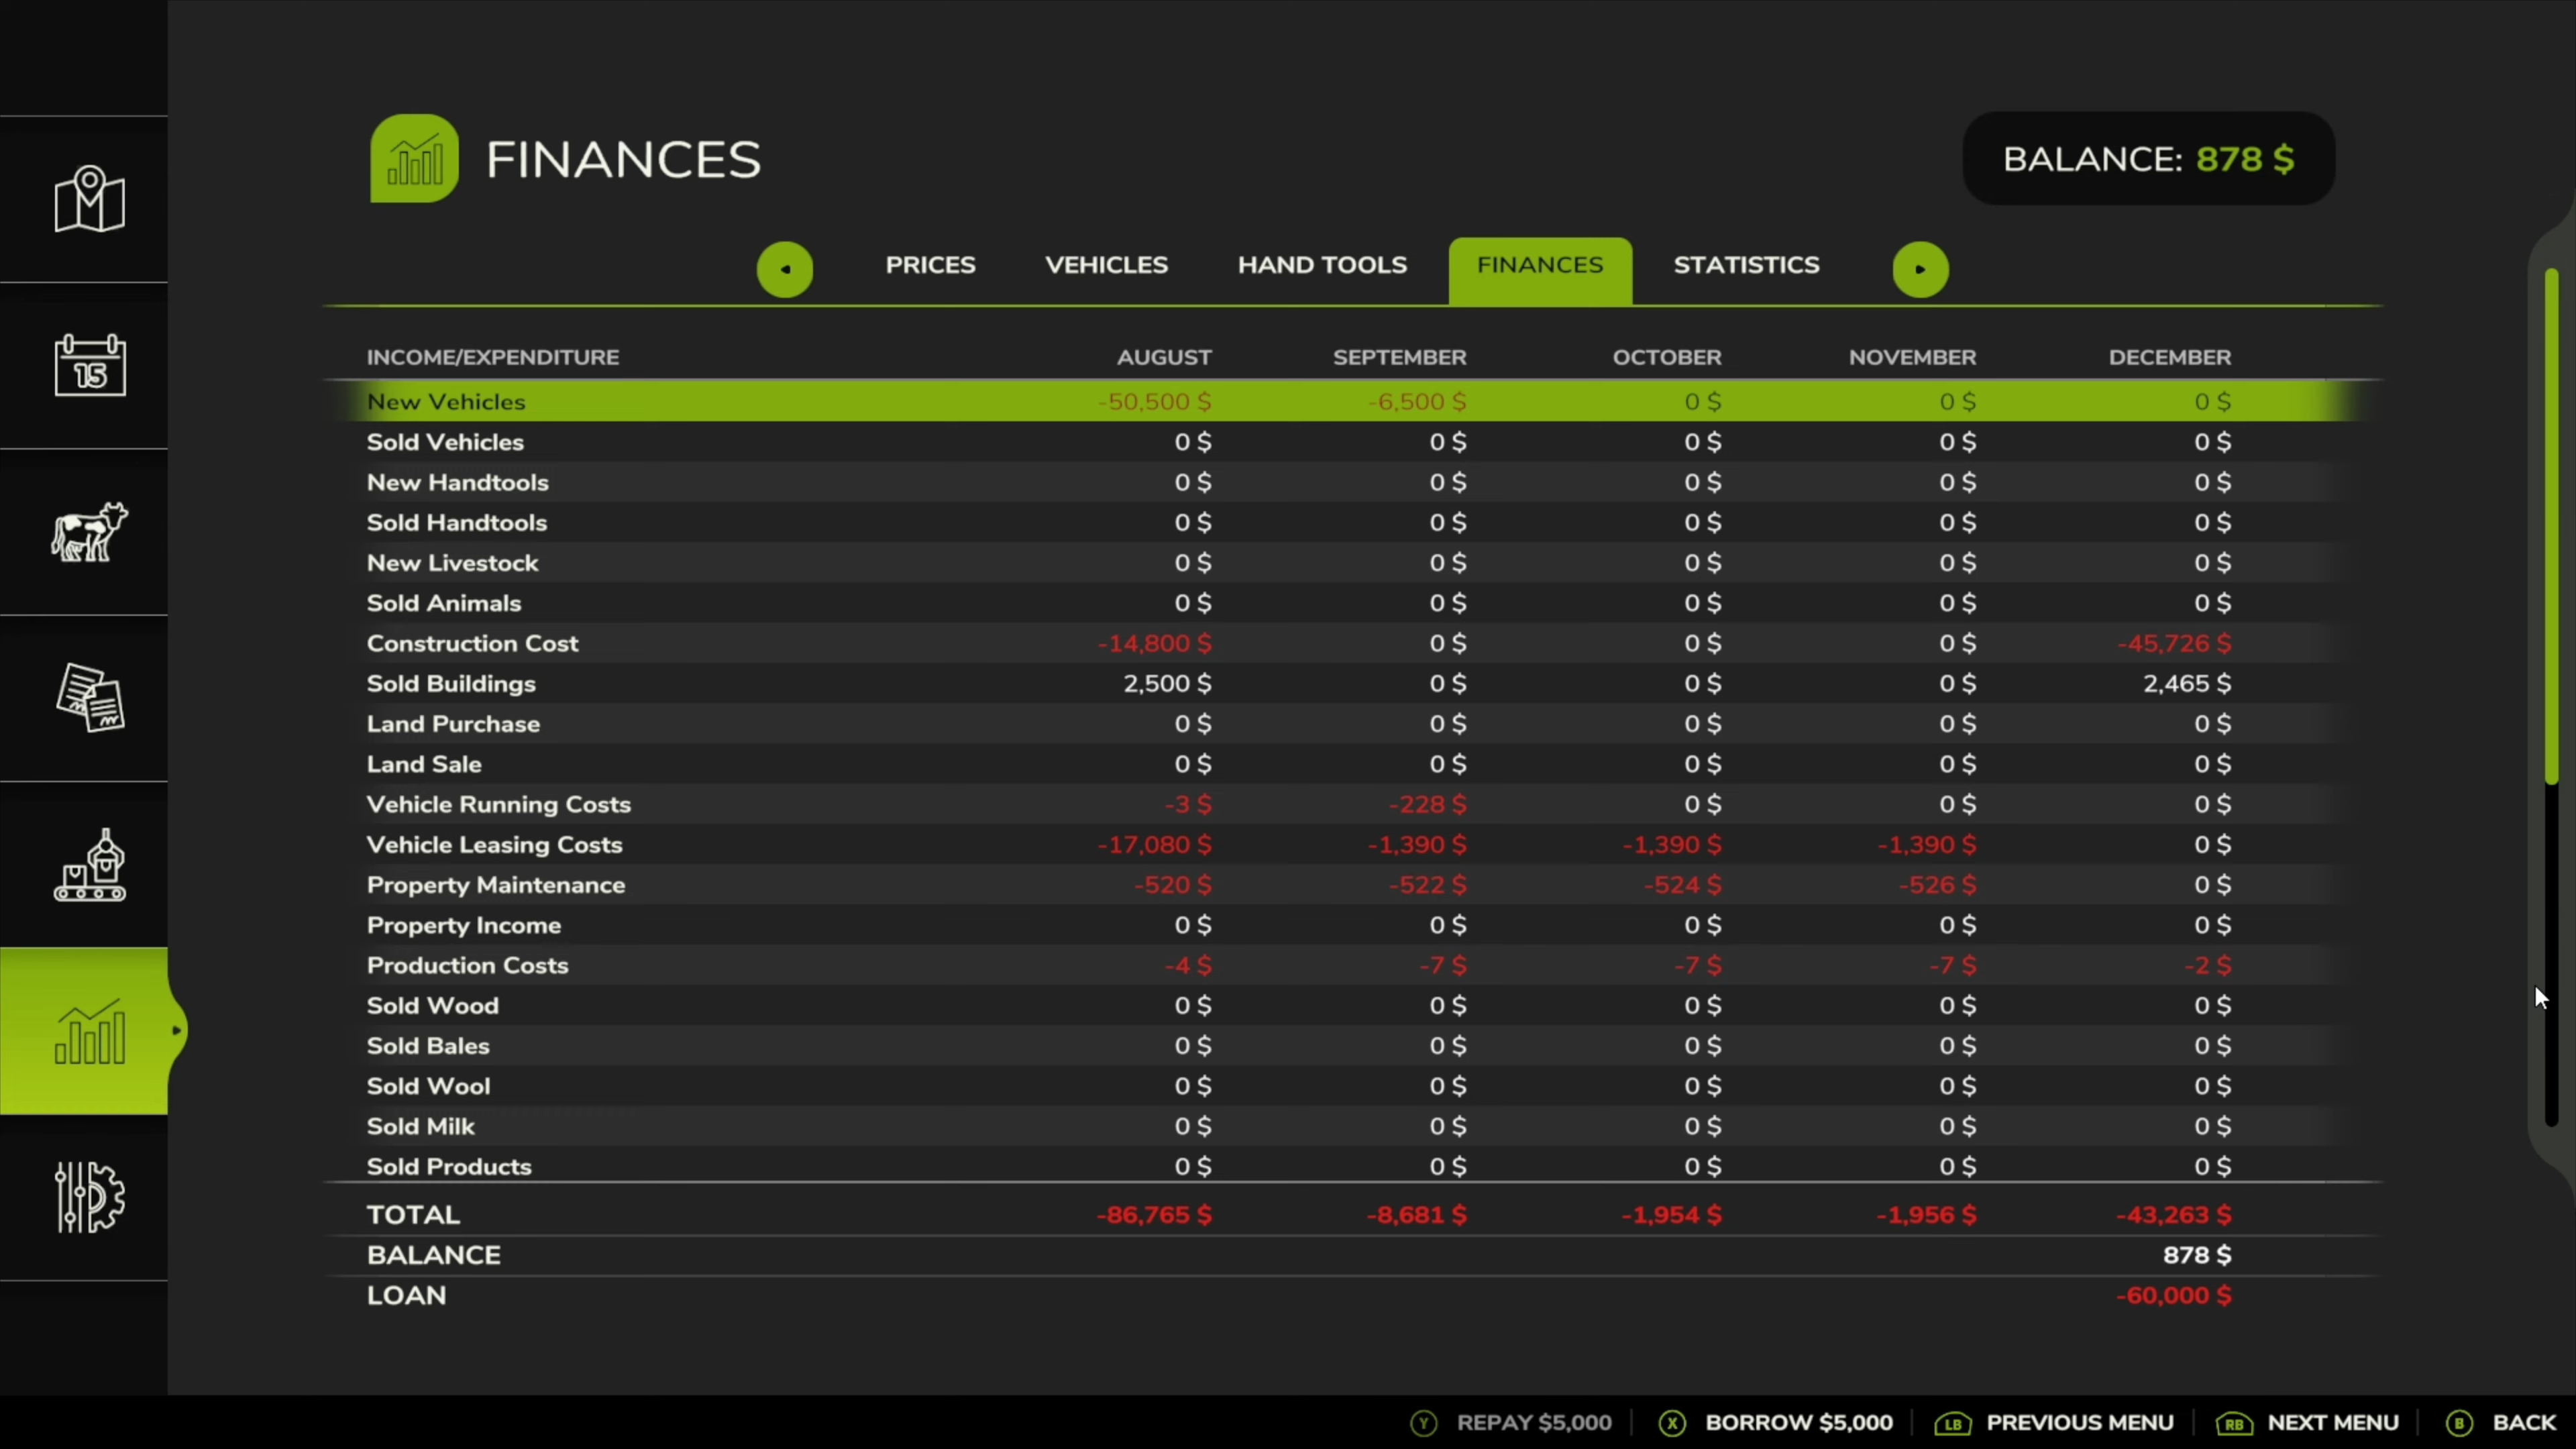 FINANCES
BALANCE: 878 $
PRICES VEHICLES HAND TOOLS FINANCES STATISTICS
INCOME/EXPENDITURE AUGUST SEPTEMBER OCTOBER NOVEMBER DECEMBER
New Vehicles -50,500 $ -6,500 $ 0 $ 0 $ 0 $
Sold Vehicles 0 $ 0 $ 0 $ 0 $ 0 $
New Handtools 0 $ 0 $ 0 $ 0 $ 0 $
Sold Handtools 0 $ 0 $ 0 $ 0 $ 0 $
New Livestock 0 $ 0 $ 0 $ 0 $ 0 $
Sold Animals 0 $ 0 $ 0 $ 0 $ 0 $
Construction Cost -14,800 $ 0 $ 0 $ 0 $ -45,726 $
Sold Buildings 2,500 $ 0 $ 0 $ 0 $ 2,465 $
Land Purchase 0 $ 0 $ 0 $ 0 $ 0 $
Land Sale 0 $ 0 $ 0 $ 0 $ 0 $
Vehicle Running Costs -3 $ -228 $ 0 $ 0 $ 0 $
Vehicle Leasing Costs -17,080 $ -1,390 $ -1,390 $ -1,390 $ 0 $
Property Maintenance -520 $ -522 $ -524 $ -526 $ 0 $
Property Income 0 $ 0 $ 0 $ 0 $ 0 $
Production Costs -4 $ -7 $ -7 $ -7 $ -2 $
Sold Wood 0 $ 0 $ 0 $ 0 $ 0 $
Sold Bales 0 $ 0 $ 0 $ 0 $ 0 $
Sold Wool 0 $ 0 $ 0 $ 0 $ 0 $
Sold Milk 0 $ 0 $ 0 $ 0 $ 0 $
Sold Products 0 $ 0 $ 0 $ 0 $ 0 $
TOTAL -86,765 $ -8,681 $ -1,954 $ -1,956 $ -43,263 $
BALANCE 878 $
LOAN -60,000 $
15
Y REPAY $5,000 X BORROW $5,000 LB PREVIOUS MENU RB NEXT MENU B BACK